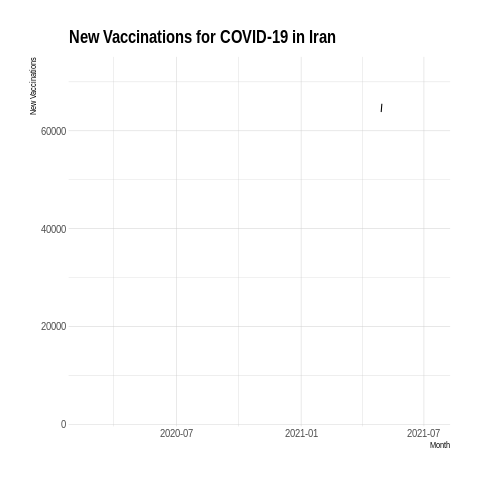 New Vaccinations for COVID-19 in Iran
New Vaccinations
60000
40000
20000
0
2020-07 2021-01 2021-07
Month